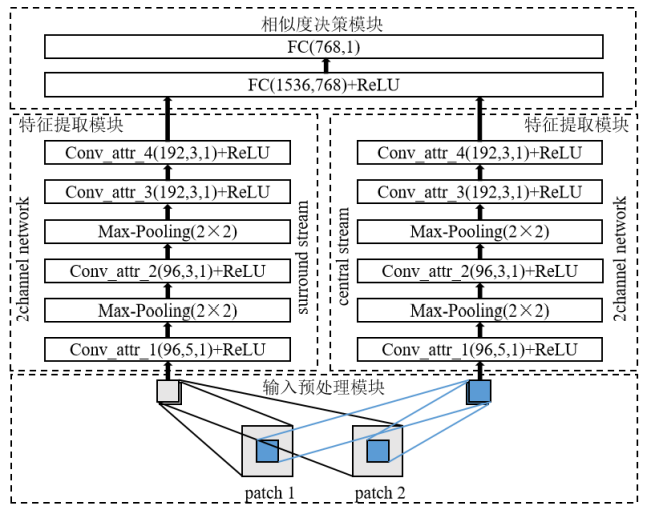 相似度决策模块
FC(768,1)
FC(1536,768)+ReLU
特征提取模块
Conv_attr_4(192,3,1)+ReLU
Conv_attr_3(192,3,1)+ReLU
Max-Pooling(2×2)
Conv_attr_2(96,3,1)+ReLU
Max-Pooling(2×2)
Conv_attr_1(96,5,1)+ReLU
2channel network
surround stream
特征提取模块
Conv_attr_4(192,3,1)+ReLU
Conv_attr_3(192,3,1)+ReLU
Max-Pooling(2×2)
Conv_attr_2(96,3,1)+ReLU
Max-Pooling(2×2)
Conv_attr_1(96,5,1)+ReLU
central stream
2channel network
输入预处理模块
patch 1
patch 2